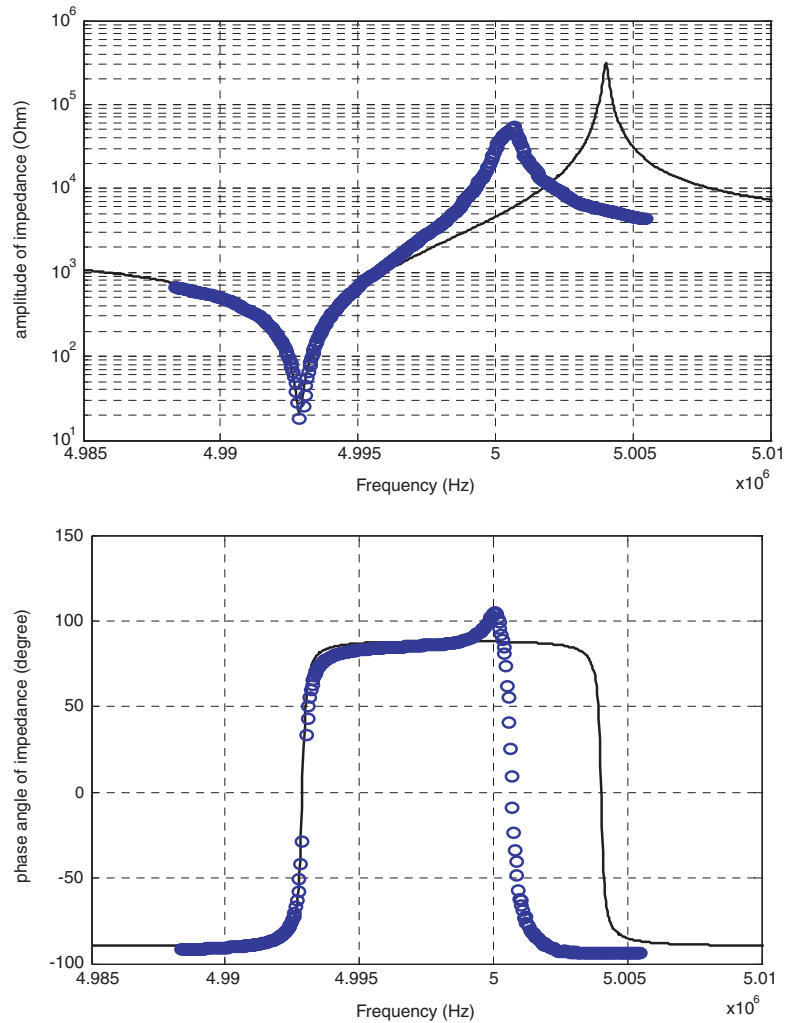 10^6
10^5
10^4
10^3
10^2
10^1
amplitude of impedance (Ohm)
4.985 4.99 4.995 5 5.005 5.01
Frequency (Hz)
x10^6
150
100
50
0
-50
-100
phase angle of impedance (degree)
4.985 4.99 4.995 5 5.005 5.01
Frequency (Hz)
x10^6